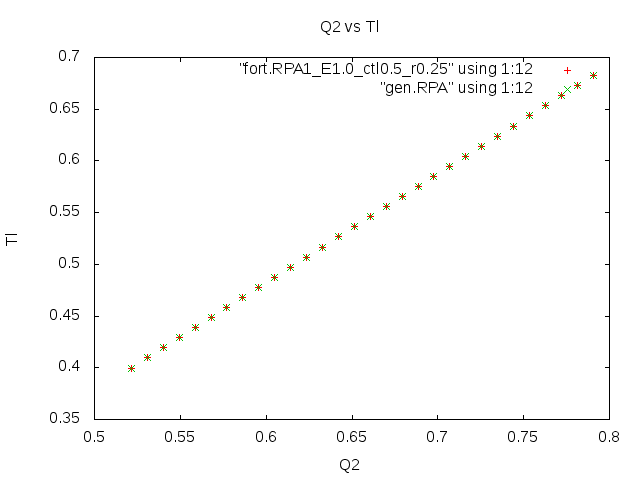 Q2 vs Tl
"fort.RPA1_E1.0_ctl0.5_r0.25" using 1:12
"gen.RPA" using 1:12
0.7
0.65
0.6
0.55
0.5
0.45
0.4
0.35
Tl
0.5 0.55 0.6 0.65 0.7 0.75 0.8
Q2